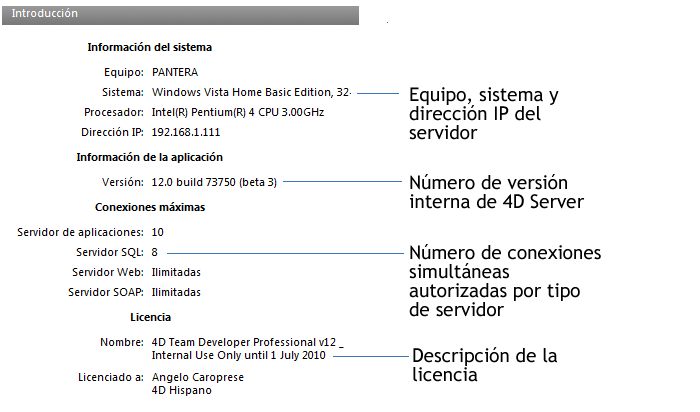 Introducción
Información del sistema
Equipo: PANTERA
Sistema: Windows Vista Home Basic Edition, 32-
Procesador: Intel(R) Pentium(R) 4 CPU 3.00GHz
Dirección IP: 192.168.1.111
Equipo, sistema y
dirección IP del
servidor
Información de la aplicación
Versión: 12.0 build 73750 (beta 3)
Número de versión
interna de 4D Server
Conexiones máximas
Servidor de aplicaciones: 10
Servidor SQL: 8
Servidor Web: Ilimitadas
Servidor SOAP: Ilimitadas
Número de conexiones
simultáneas
autorizadas por tipo
de servidor
Licencia
Nombre: 4D Team Developer Professional v12 _
Internal Use Only until 1 July 2010
Licenciado a: Angelo Caroprese
4D Hispano
Descripción de la
licencia